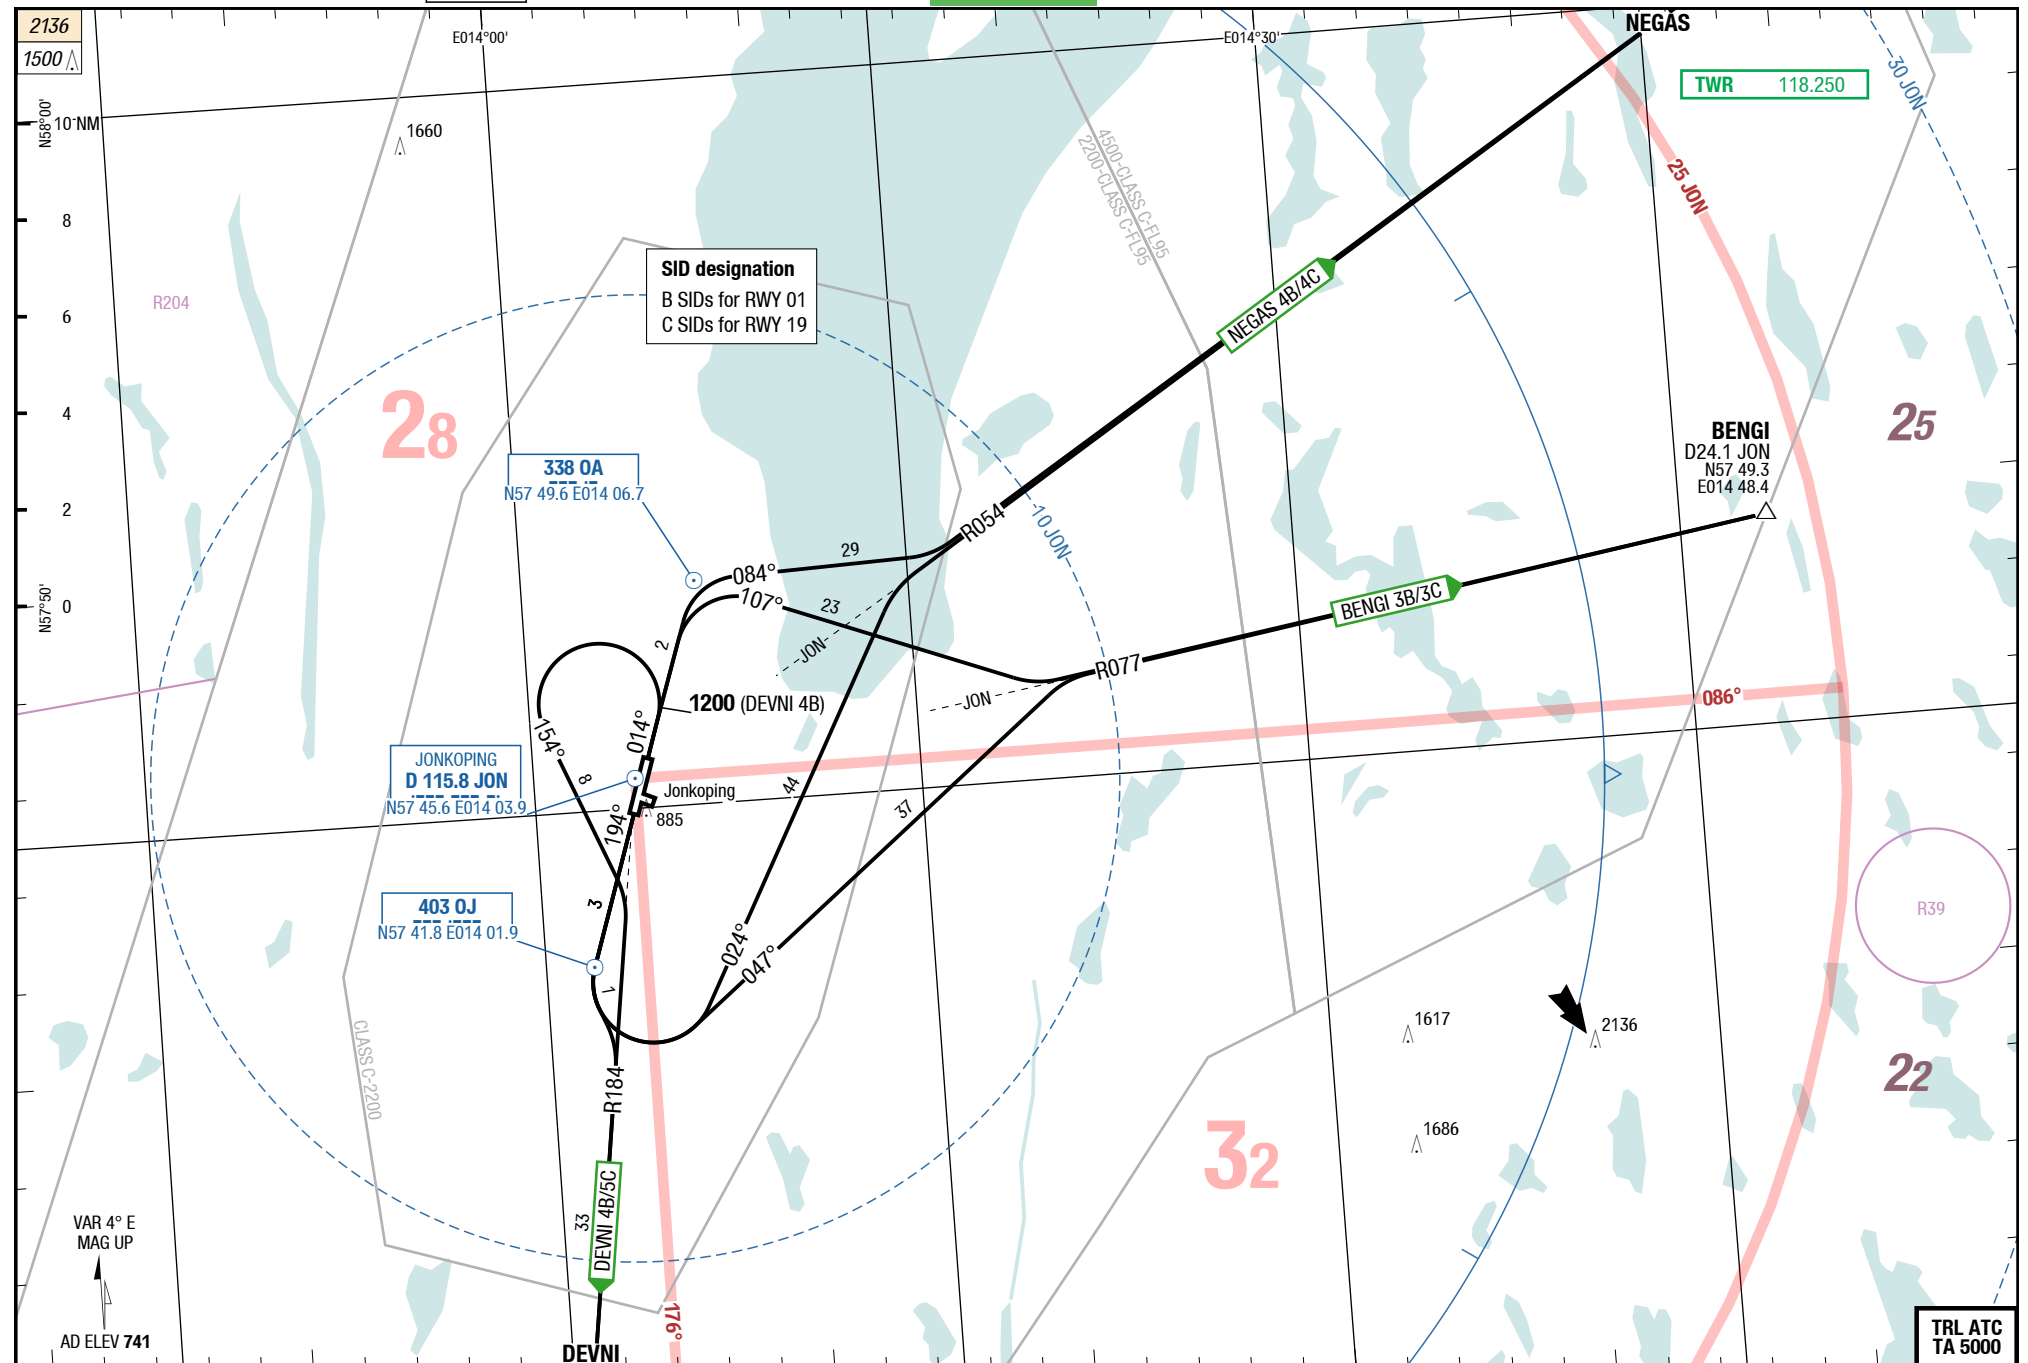 2136
1500
E014°00'
E014°30'
NEGAS
TWR 118.250
30 JON
N58°00'
10 NM
1660
4500-CLASS C-FL95
2200-CLASS C-FL95
25 JON
8
SID designation
B SIDs for RWY 01
C SIDs for RWY 19
R204
6
NEGAS 4B/4C
28
4
25
BENGI
D24.1 JON
N57 49.3
E014 48.4
338 OA
N57 49.6 E014 06.7
2
R054
10 JON
29
084°
107°
23
N57°50'
0
BENGI 3B/3C
2
JON
R077
JON
1200 (DEVNI 4B)
086°
014°
154°
8
JONKOPING
D 115.8 JON
N57 45.6 E014 03.9
Jonkoping
885
194°
44
37
403 OJ
N57 41.8 E014 01.9
3
R39
024°
047°
1
CLASS C-2200
1617
2136
R184
22
1686
32
33
DEVNI 4B/5C
VAR 4° E
MAG UP
AD ELEV 741
176°
DEVNI
TRL ATC
TA 5000